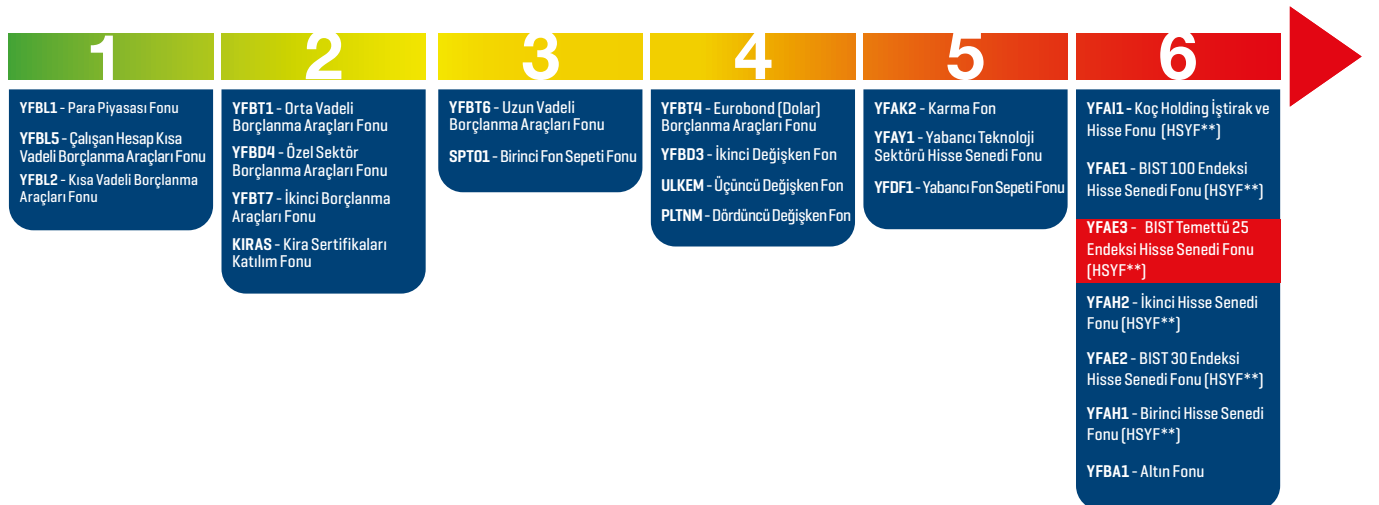 1
YFBL1 - Para Piyasası Fonu
YFBL5 - Çalışan Hesap Kısa
Vadeli Borçlanma Araçları Fonu
YFBL2 - Kısa Vadeli Borçlanma
Araçları Fonu
2
YFBT1 - Orta Vadeli
Borçlanma Araçları Fonu
YFBD4 - Özel Sektör
Borçlanma Araçları Fonu
YFBT7 - İkinci Borçlanma
Araçları Fonu
KIRAS - Kira Sertifikaları
Katılım Fonu
3
YFBT6 - Uzun Vadeli
Borçlanma Araçları Fonu
SPT01 - Birinci Fon Sepeti Fonu
4
YFBT4 - Eurobond (Dolar)
Borçlanma Araçları Fonu
YFBD3 - İkinci Değişken Fon
ULKEM - Üçüncü Değişken Fon
PLTNM - Dördüncü Değişken Fon
5
YFAK2 - Karma Fon
YFAY1 - Yabancı Teknoloji
Sektörü Hisse Senedi Fonu
YFDF1 - Yabancı Fon Sepeti Fonu
6
YFAI1 - Koç Holding İştirak ve
Hisse Fonu (HSYF**)
YFAE1 - BIST 100 Endeksi
Hisse Senedi Fonu (HSYF**)
YFAE3 - BIST Temettü 25
Endeksi Hisse Senedi Fonu
(HSYF**)
YFAH2 - İkinci Hisse Senedi
Fonu (HSYF**)
YFAE2 - BIST 30 Endeksi
Hisse Senedi Fonu (HSYF**)
YFAH1 - Birinci Hisse Senedi
Fonu (HSYF**)
YFBA1 - Altın Fonu